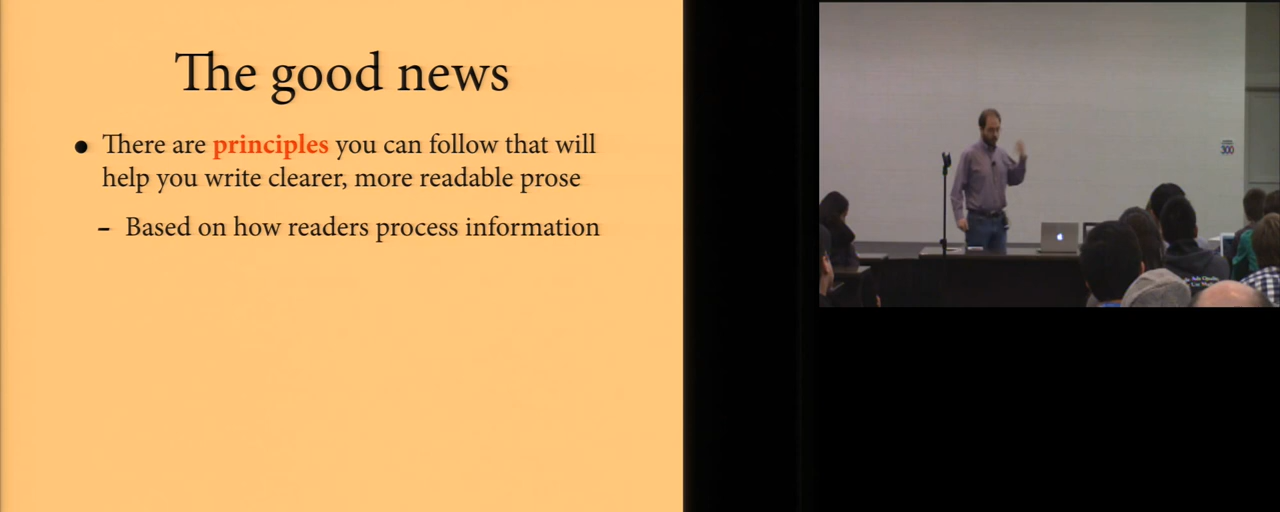 The good news
• There are principles you can follow that will
help you write clearer, more readable prose
– Based on how readers process information
300